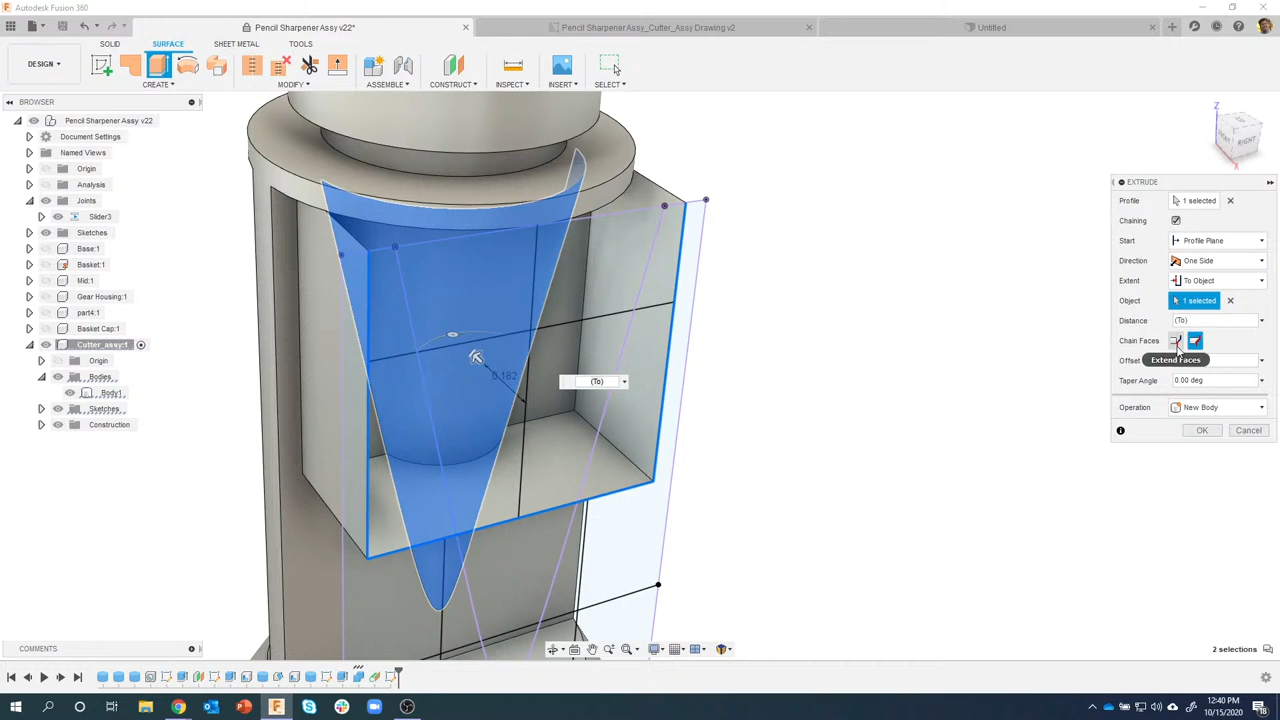 Autodesk Fusion 360
Pencil Sharpener Assy v22*
Pencil Sharpener Assy_Cutter_Assy Drawing v2
Untitled
SOLID
SURFACE
SHEET METAL
TOOLS
DESIGN
CREATE
MODIFY
ASSEMBLE
CONSTRUCT
INSPECT
INSERT
SELECT
BROWSER
Pencil Sharpener Assy v22
Document Settings
Named Views
Origin
Analysis
Joints
Slider3
Sketches
Base:1
Basket:1
Mid:1
Gear Housing:1
part4:1
Basket Cap:1
Cutter_assy:1
Origin
Bodies
Body1
Sketches
Construction
0.182
(To)
Z
X
RIGHT
EXTRUDE
Profile
1 selected
Chaining
Start
Profile Plane
Direction
One Side
Extent
To Object
Object
1 selected
Distance
(To)
Chain Faces
Extend Faces
Offset
Taper Angle
0.00 deg
Operation
New Body
OK
Cancel
COMMENTS
2 selections
12:40 PM
10/15/2020
18